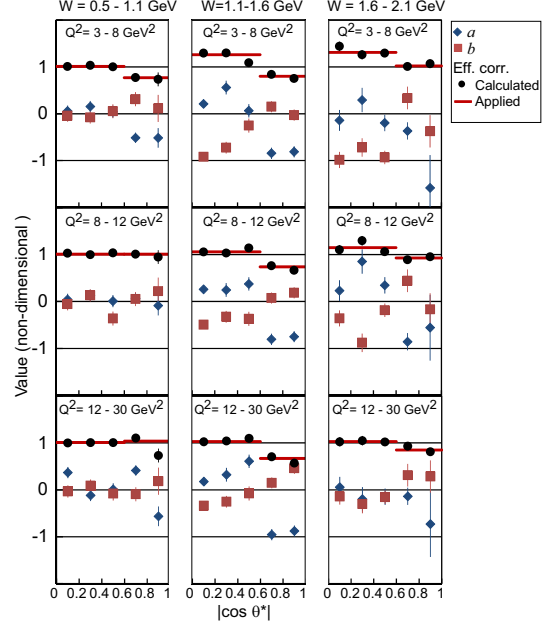 W = 0.5 - 1.1 GeV W=1.1-1.6 GeV W = 1.6 - 2.1 GeV
Q2= 3 - 8 GeV2 Q2= 3 - 8 GeV2 Q2= 3 - 8 GeV2
a
b
Eff. corr.
Calculated
Applied
1
0
-1
Q2= 8 - 12 GeV2 Q2= 8 - 12 GeV2 Q2= 8 - 12 GeV2
1
0
-1
Q2= 12 - 30 GeV2 Q2= 12 - 30 GeV2 Q2= 12 - 30 GeV2
1
0
-1
Value (non-dimensional )
0 0.2 0.4 0.6 0.8 1 0 0.2 0.4 0.6 0.8 1 0 0.2 0.4 0.6 0.8 1
|cos θ*|